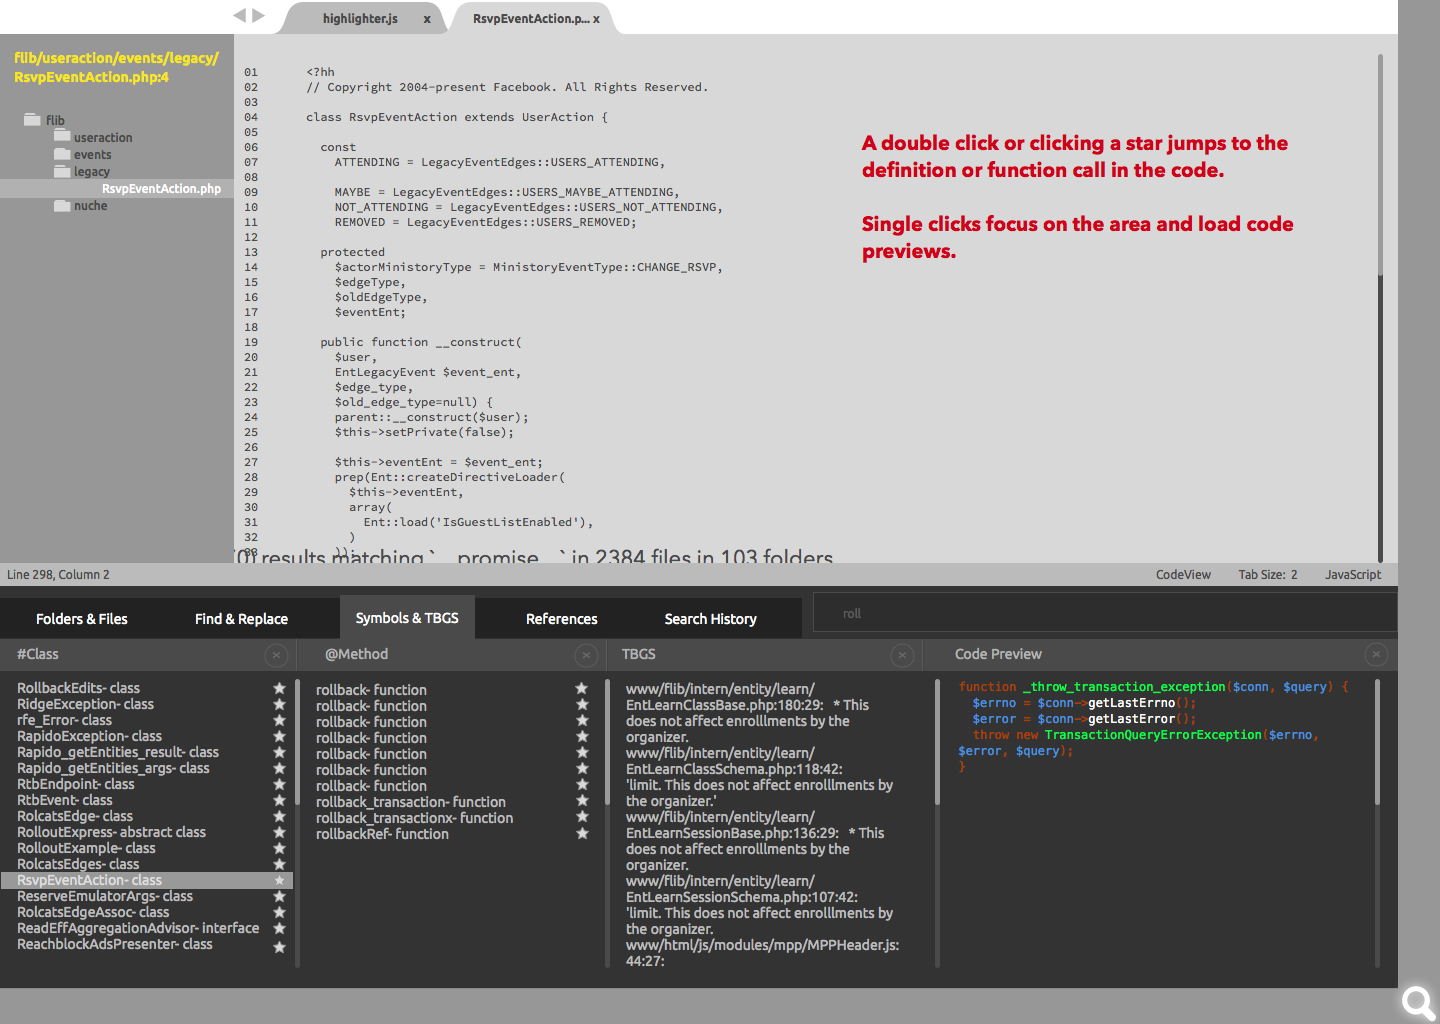 highlighter.js x RsvpEventAction.p... x
flib/useraction/events/legacy/
RsvpEventAction.php:4
flib
useraction
events
legacy
RsvpEventAction.php
nuche
01 <?hh
02 // Copyright 2004-present Facebook. All Rights Reserved.
03
04 class RsvpEventAction extends UserAction {
05
06 const
07 ATTENDING = LegacyEventEdges::USERS_ATTENDING,
08
09 MAYBE = LegacyEventEdges::USERS_MAYBE_ATTENDING,
10 NOT_ATTENDING = LegacyEventEdges::USERS_NOT_ATTENDING,
11 REMOVED = LegacyEventEdges::USERS_REMOVED;
12
13 protected
14 $actorMinistoryType = MinistoryEventType::CHANGE_RSVP,
15 $edgeType,
16 $oldEdgeType,
17 $eventEnt;
18
19 public function __construct(
20 $user,
21 EntLegacyEvent $event_ent,
22 $edge_type,
23 $old_edge_type=null) {
24 parent::__construct($user);
25 $this->setPrivate(false);
26
27 $this->eventEnt = $event_ent;
28 prep(Ent::createDirectiveLoader(
29 $this->eventEnt,
30 array(
31 Ent::load('IsGuestListEnabled'),
32 )
33 ));
0) results matching `__promise__` in 2384 files in 103 folders
A double click or clicking a star jumps to the
definition or function call in the code.
Single clicks focus on the area and load code
previews.
Line 298, Column 2 CodeView Tab Size: 2 JavaScript
Folders & Files Find & Replace Symbols & TBGS References Search History roll
#Class
RollbackEdits- class
RidgeException- class
rfe_Error- class
RapidoException- class
Rapido_getEntities_result- class
Rapido_getEntities_args- class
RtbEndpoint- class
RtbEvent- class
RolcatsEdge- class
RolloutExpress- abstract class
RolloutExample- class
RolcatsEdges- class
RsvpEventAction- class
ReserveEmulatorArgs- class
RolcatsEdgeAssoc- class
ReadEffAggregationAdvisor- interface
ReachblockAdsPresenter- class
@Method
rollback- function
rollback- function
rollback- function
rollback- function
rollback- function
rollback- function
rollback- function
rollback_transaction- function
rollback_transactionx- function
rollbackRef- function
TBGS
www/flib/intern/entity/learn/
EntLearnClassBase.php:180:29: * This
does not affect enrolllments by the
organizer.
www/flib/intern/entity/learn/
EntLearnClassSchema.php:118:42:
'limit. This does not affect enrolllments by
the organizer.'
www/flib/intern/entity/learn/
EntLearnSessionBase.php:136:29: * This
does not affect enrolllments by the
organizer.
www/flib/intern/entity/learn/
EntLearnSessionSchema.php:107:42:
'limit. This does not affect enrolllments by
the organizer.
www/html/js/modules/mpp/MPPHeader.js:
44:27:
Code Preview
function _throw_transaction_exception($conn, $query) {
$errno = $conn->getLastErrno();
$error = $conn->getLastError();
throw new TransactionQueryErrorException($errno,
$error, $query);
}